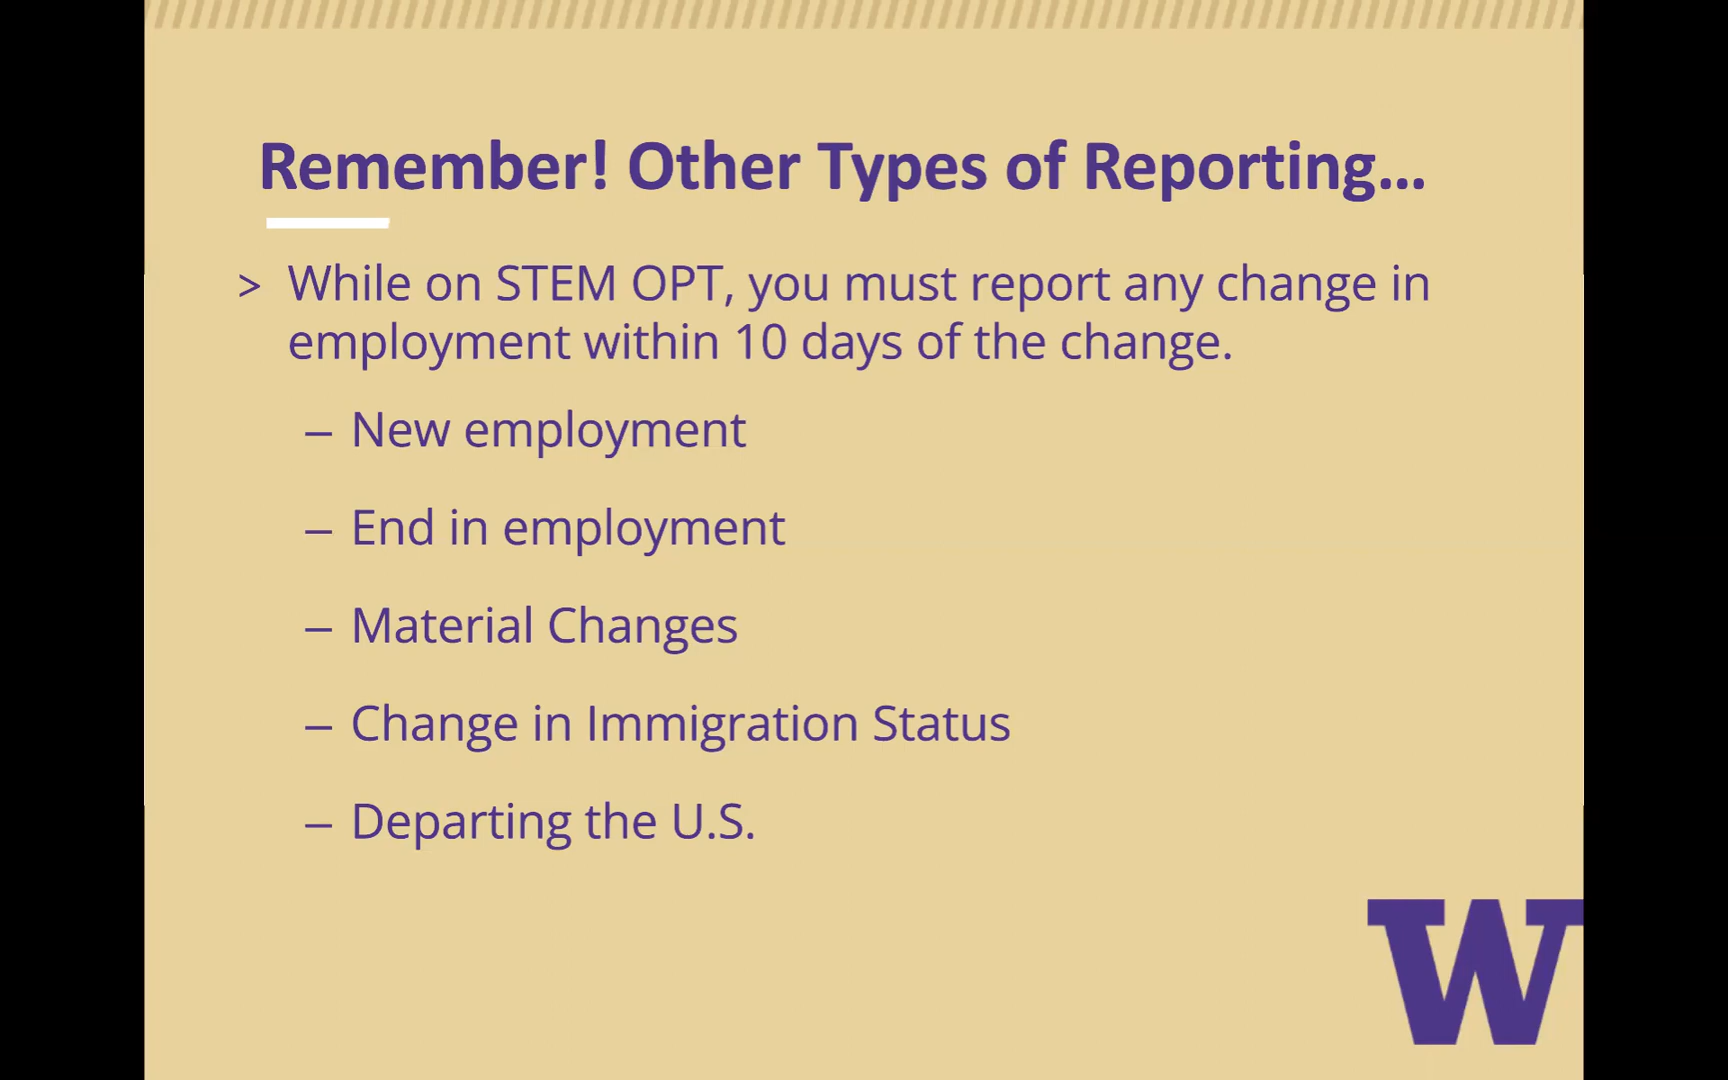 Remember! Other Types of Reporting...
> While on STEM OPT, you must report any change in
employment within 10 days of the change.
– New employment
– End in employment
– Material Changes
– Change in Immigration Status
– Departing the U.S.
W